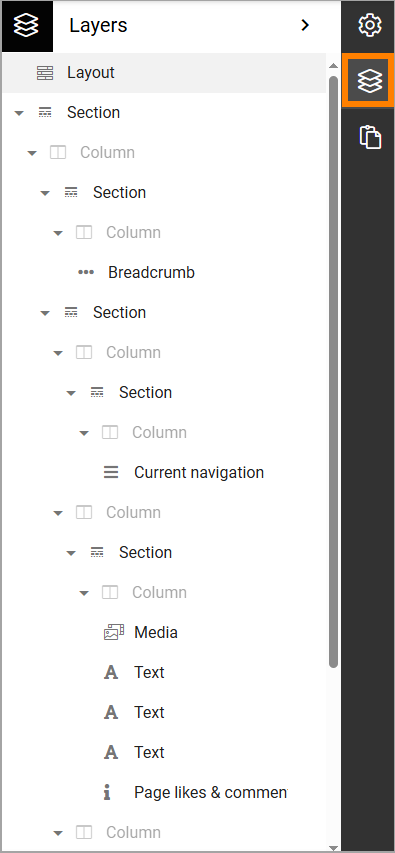 Layers
Layout
Section
Column
Section
Column
Breadcrumb
Section
Column
Section
Column
Current navigation
Column
Section
Column
Media
Text
Text
Text
Page likes & commen
Column